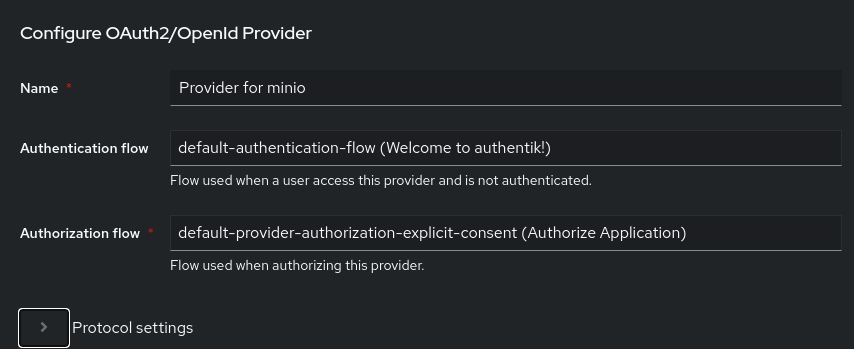 Configure OAuth2/OpenId Provider
Name *
Provider for minio
Authentication flow
default-authentication-flow (Welcome to authentik!)
Flow used when a user access this provider and is not authenticated.
Authorization flow *
default-provider-authorization-explicit-consent (Authorize Application)
Flow used when authorizing this provider.
Protocol settings